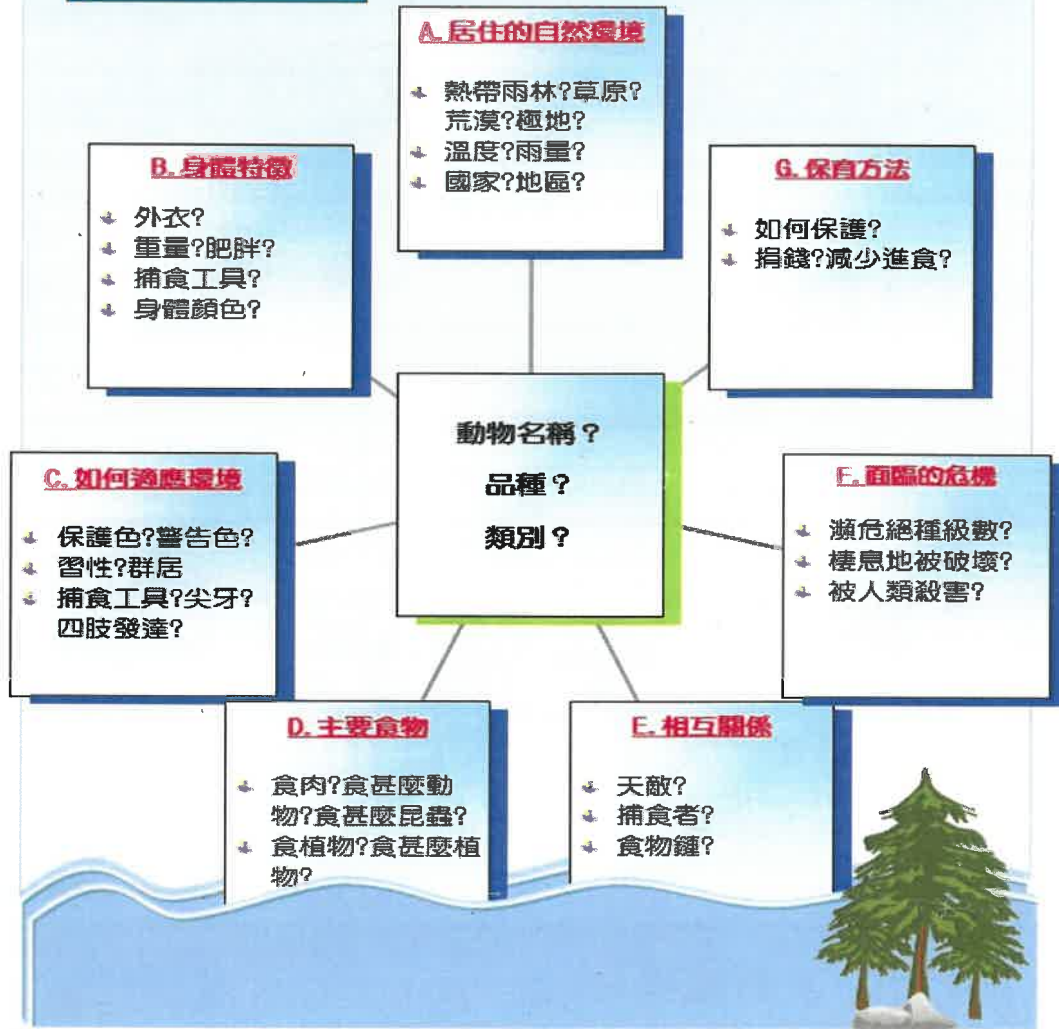 A. 居住的自然環境
熱帶雨林?草原?
荒漠?極地?
溫度?雨量?
國家?地區?
B. 身體特徵
外衣?
重量?肥胖?
捕食工具?
身體顏色?
G. 保育方法
如何保護?
捐錢?減少進食?
動物名稱？
品種？
類別？
C. 如何適應環境
保護色?警告色?
習性?群居
捕食工具?尖牙?
四肢發達?
F. 面臨的危機
瀕危絕種級數?
棲息地被破壞?
被人類殺害?
D. 主要食物
食肉?食甚麼動
物?食甚麼昆蟲?
食植物?食甚麼植
物?
E. 相互關係
天敵?
捕食者?
食物鏈?